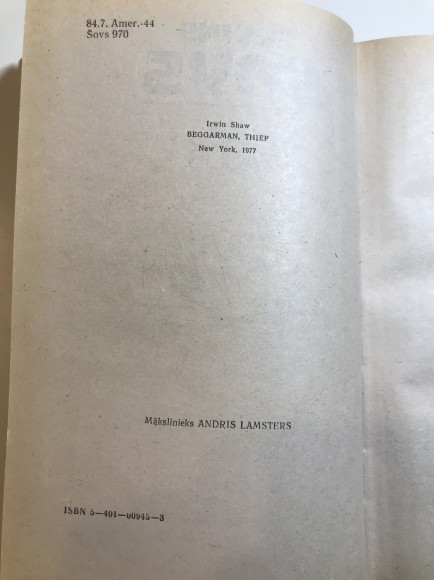 84.7. Amer.-44
Šovs 970
Irwin Shaw
BEGGARMAN, THIEF
New York, 1977
Mākslinieks ANDRIS LAMSTERS
ISBN 5—401—00945—3